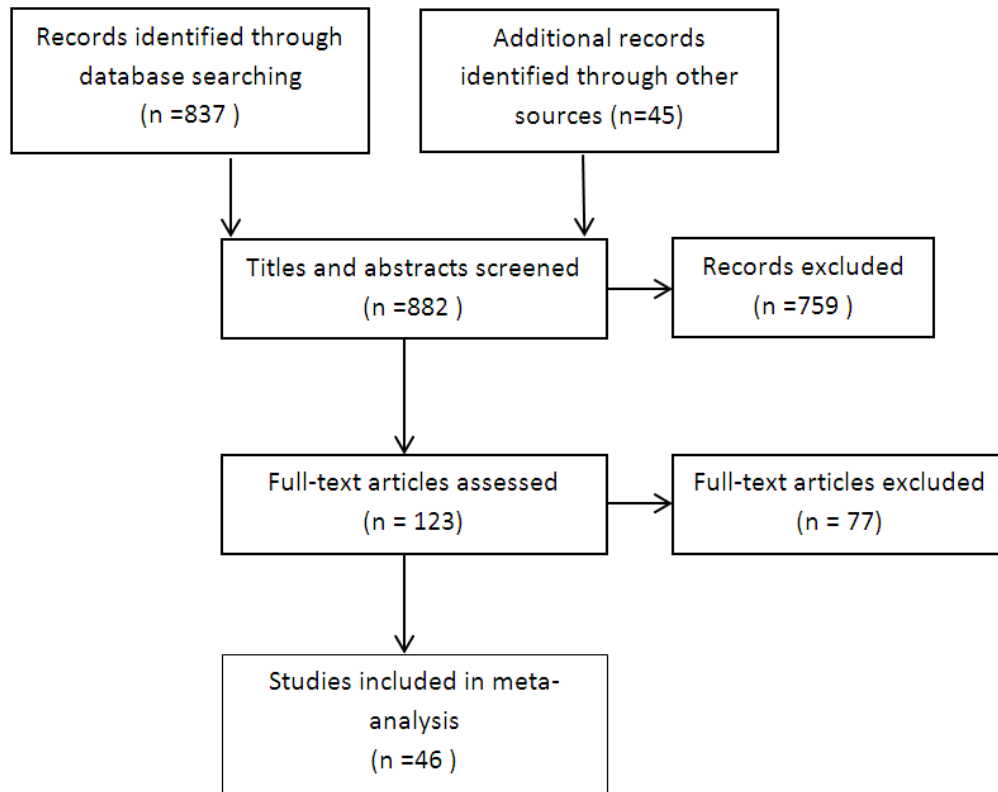 Records identified through
database searching
(n =837 )
Additional records
identified through other
sources (n=45)
Titles and abstracts screened
(n =882 )
Records excluded
(n =759 )
Full-text articles assessed
(n = 123)
Full-text articles excluded
(n = 77)
Studies included in meta-
analysis
(n =46 )